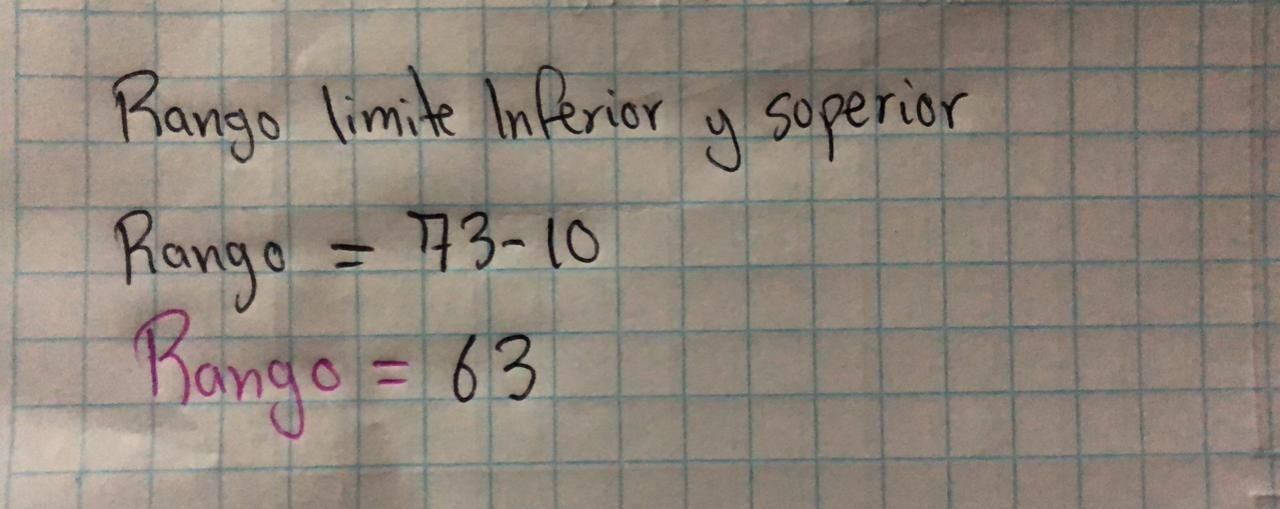 Rango limite Inferior y soperior
Rango = 73-10
Rango = 63